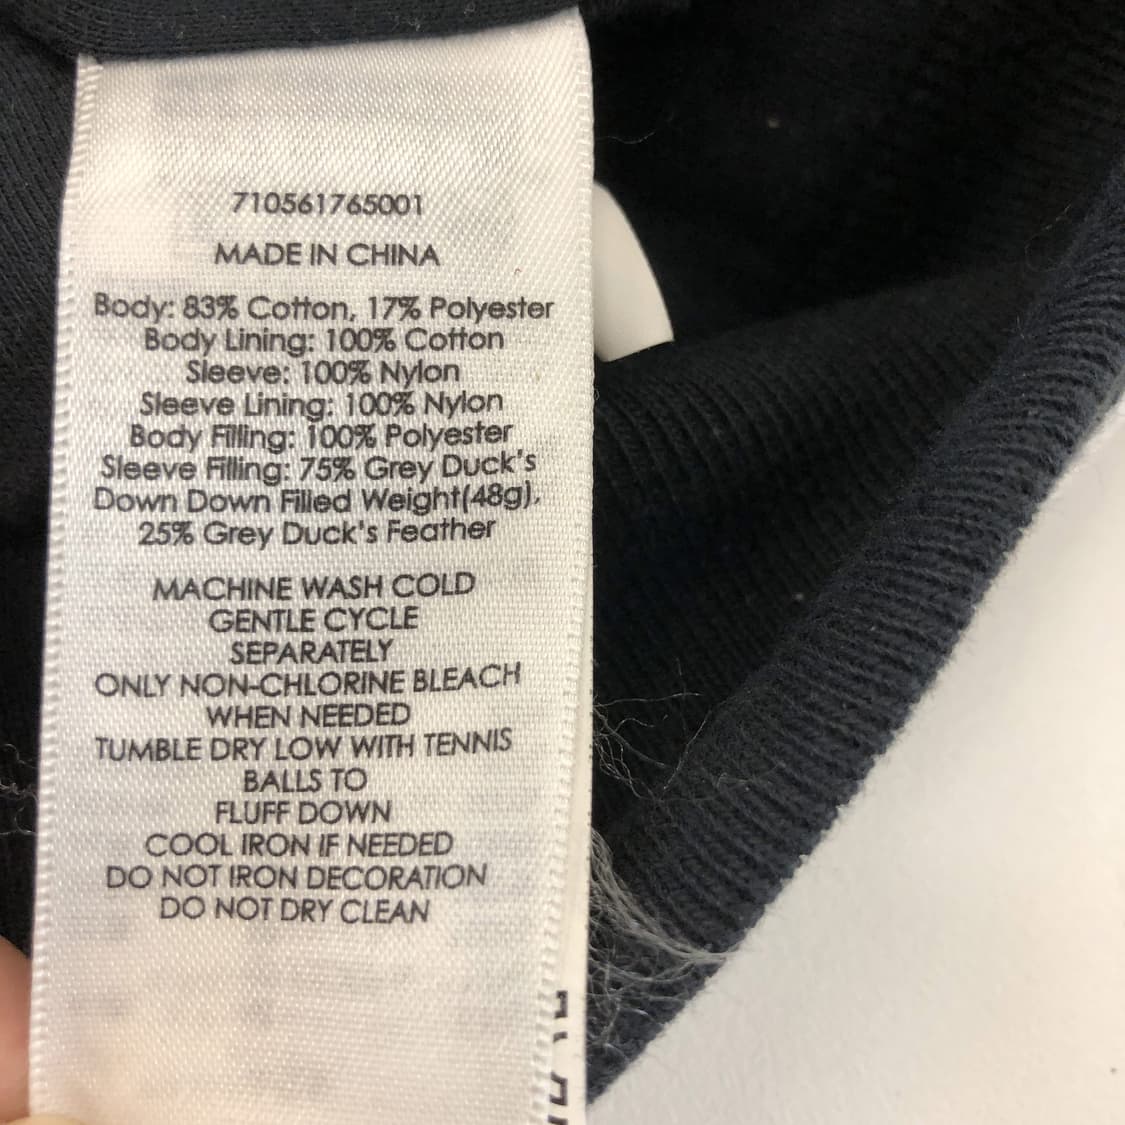 710561765001
MADE IN CHINA
Body: 83% Cotton, 17% Polyester
Body Lining: 100% Cotton
Sleeve: 100% Nylon
Sleeve Lining: 100% Nylon
Body Filling: 100% Polyester
Sleeve Filling: 75% Grey Duck's
Down Down Filled Weight(48g),
25% Grey Duck's Feather
MACHINE WASH COLD
GENTLE CYCLE
SEPARATELY
ONLY NON-CHLORINE BLEACH
WHEN NEEDED
TUMBLE DRY LOW WITH TENNIS
BALLS TO
FLUFF DOWN
COOL IRON IF NEEDED
DO NOT IRON DECORATION
DO NOT DRY CLEAN